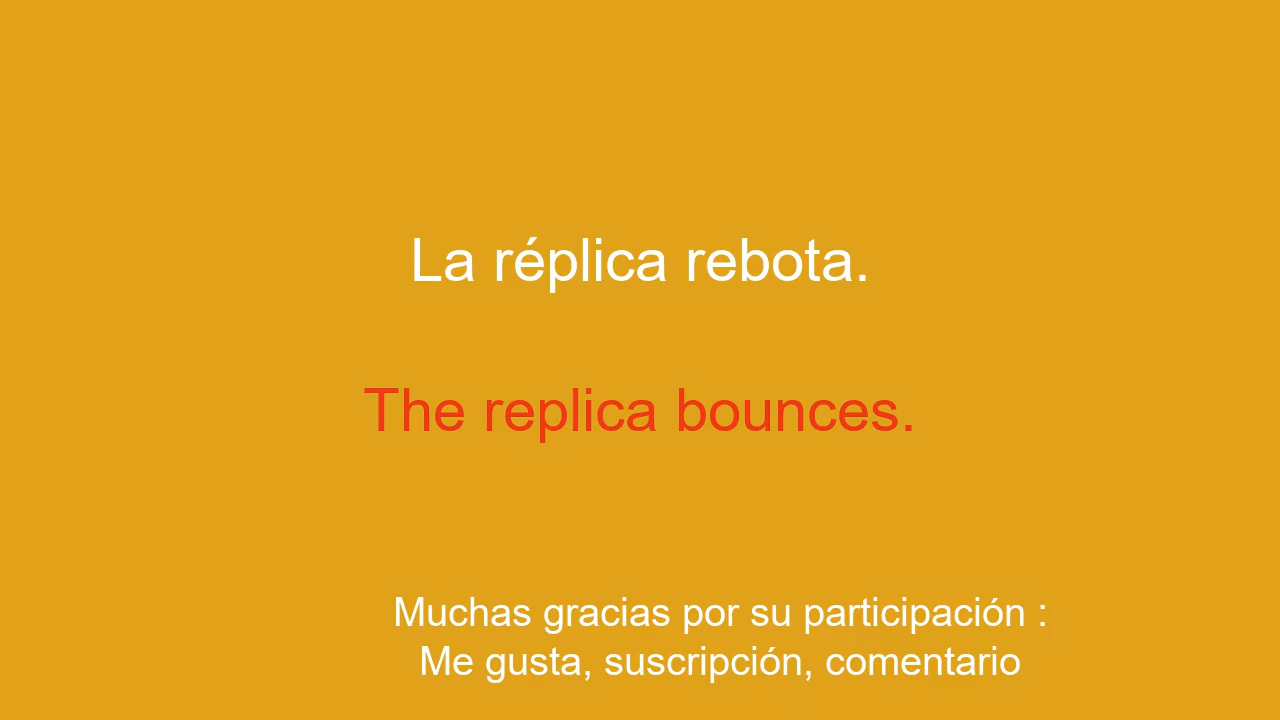 La réplica rebota.
The replica bounces.
Muchas gracias por su participación :
Me gusta, suscripción, comentario